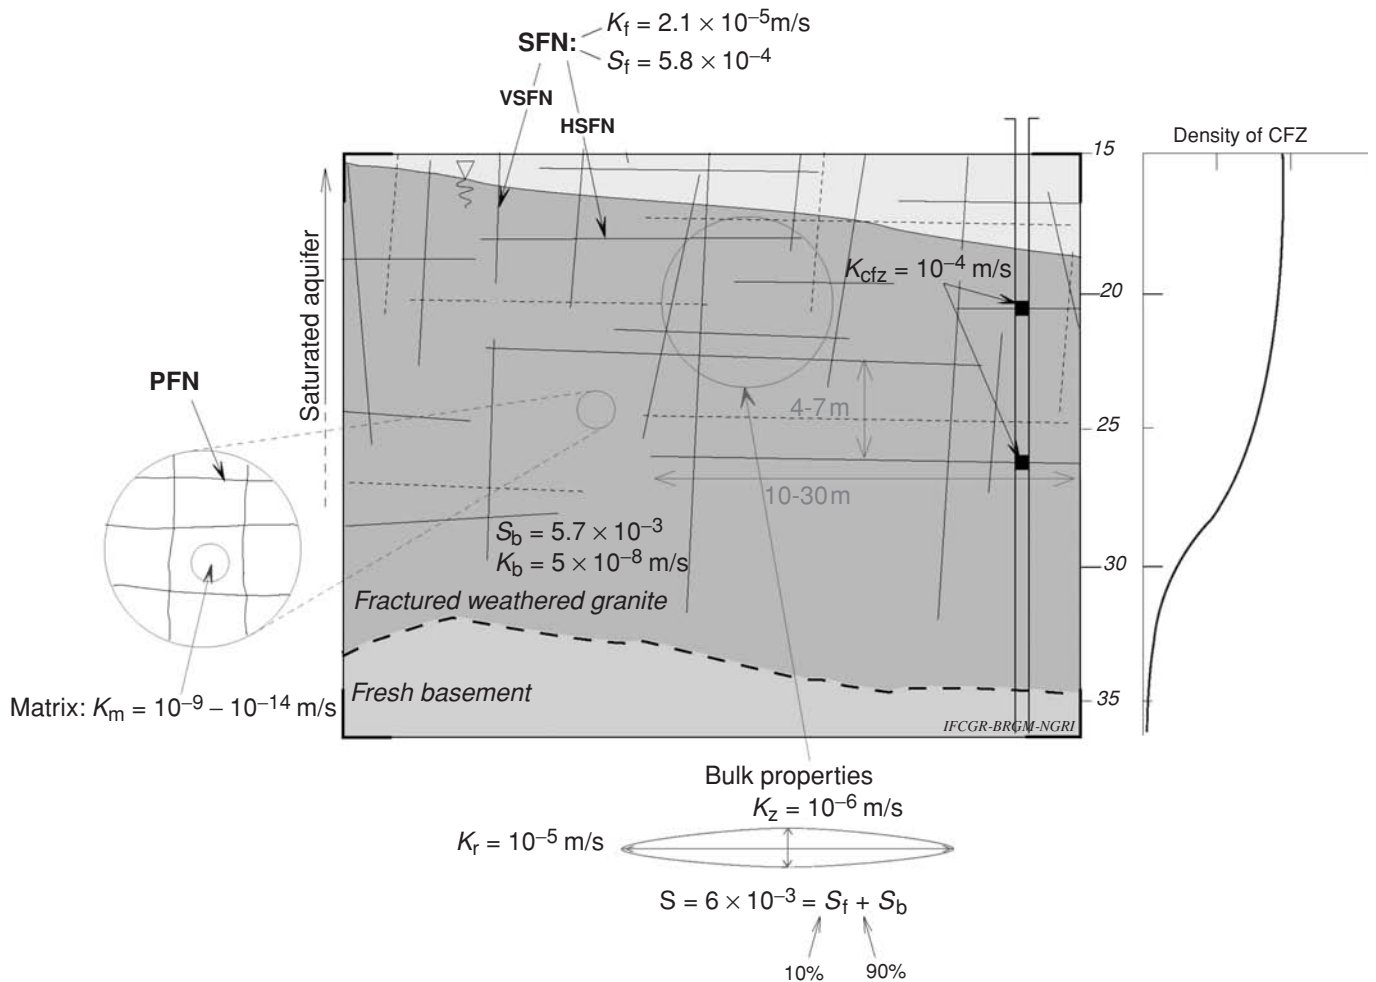 SFN:
K_f = 2.1 × 10^–5 m/s
S_f = 5.8 × 10^–4
VSFN
HSFN
Density of CFZ
15
20
25
30
35
Saturated aquifer
K_cfz = 10^–4 m/s
PFN
4-7 m
10-30 m
S_b = 5.7 × 10^–3
K_b = 5 × 10^–8 m/s
Fractured weathered granite
Fresh basement
Matrix: K_m = 10^–9 – 10^–14 m/s
IFCGR-BRGM-NGRI
Bulk properties
K_z = 10^–6 m/s
K_r = 10^–5 m/s
S = 6 × 10^–3 = S_f + S_b
10% 90%